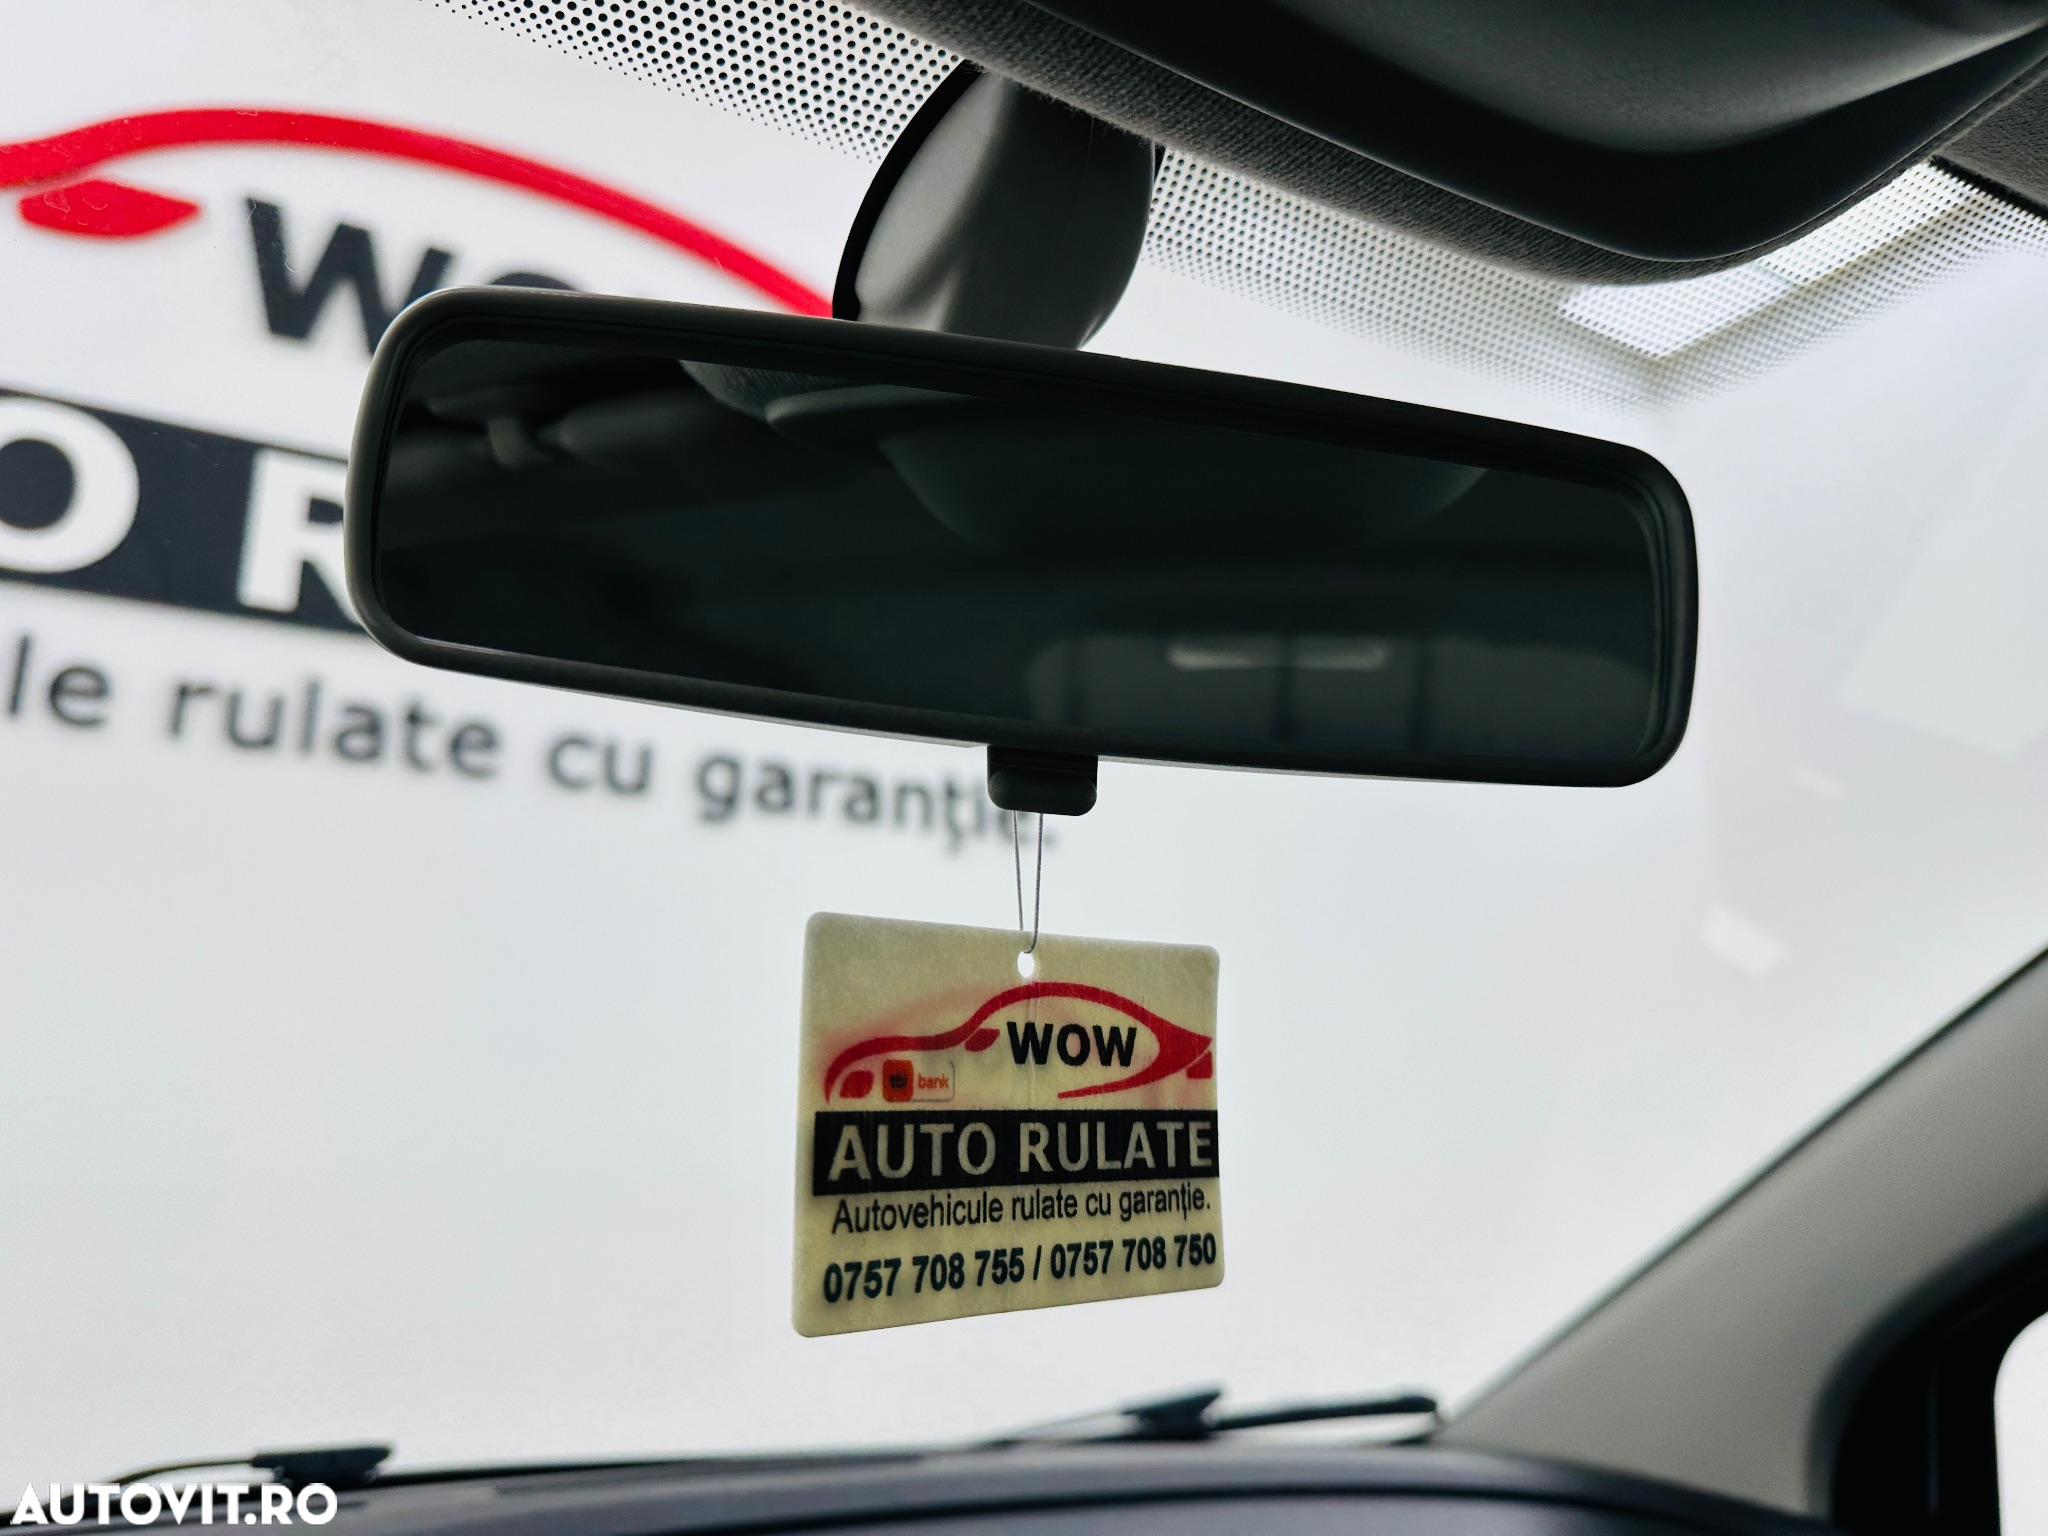 W
O R
le rulate cu garanție.
WOW
tbi bank
AUTO RULATE
Autovehicule rulate cu garanție.
0757 708 755 / 0757 708 750
AUTOVIT.RO